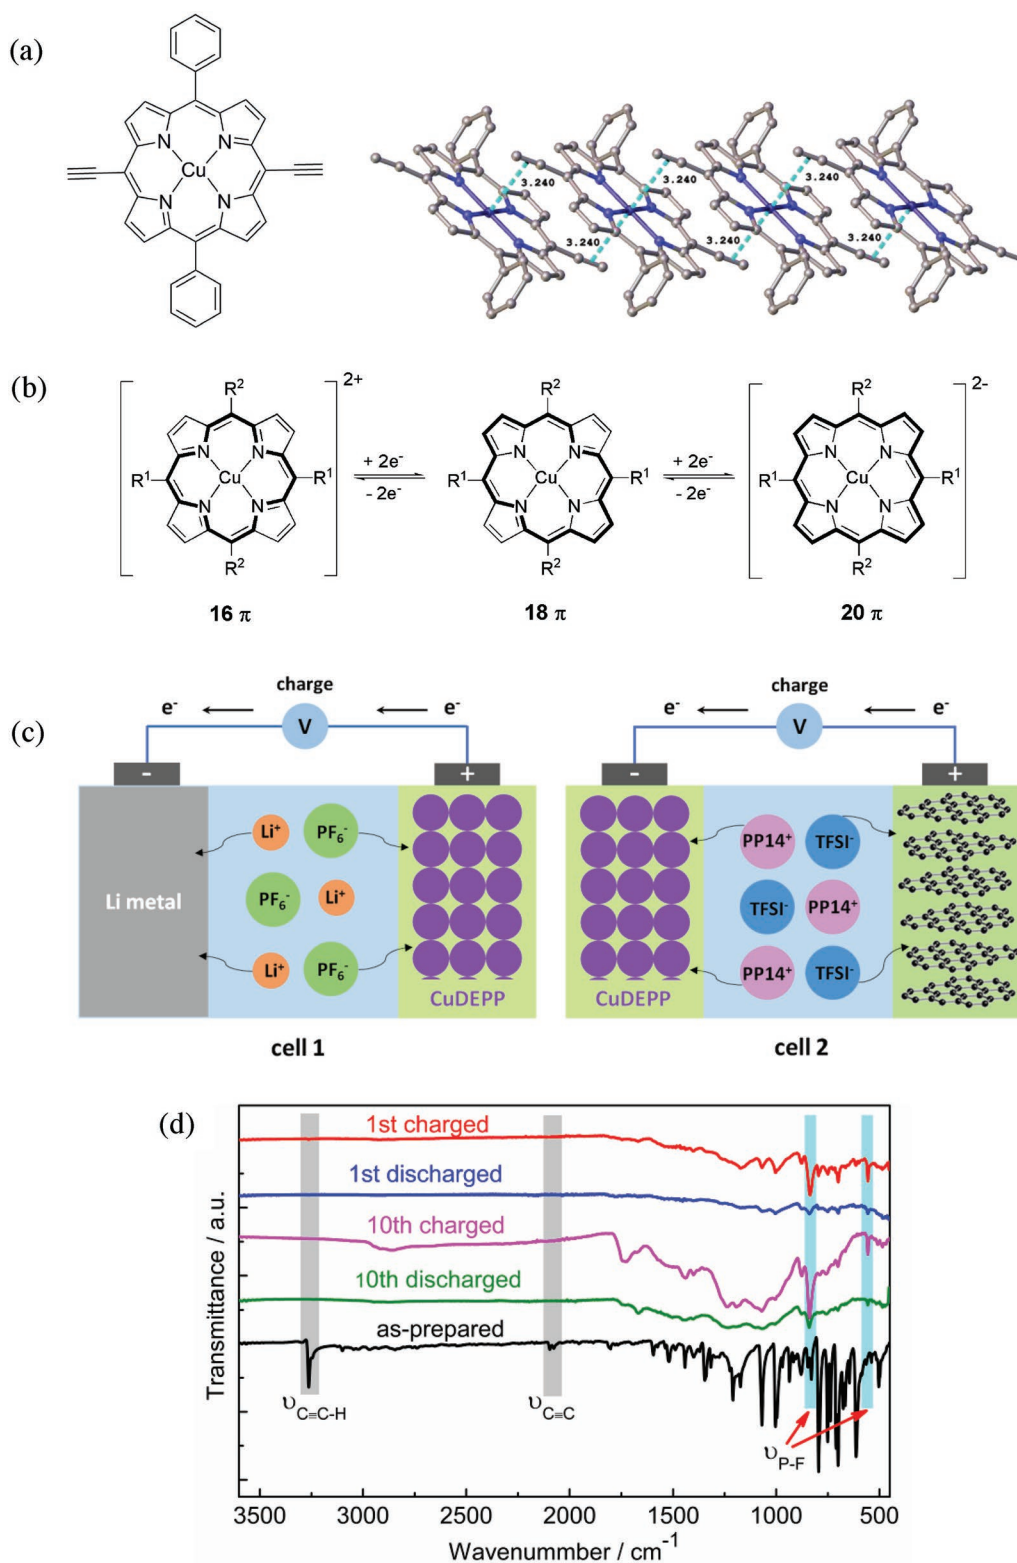 (a)
N N
Cu
N N
3.240 3.240 3.240
3.240 3.240 3.240
(b)
R² 2+ R² R² 2-
N N N N N N
R¹ Cu R¹ + 2e⁻ R¹ Cu R¹ + 2e⁻ R¹ Cu R¹
- 2e⁻ - 2e⁻
N N N N N N
R² R² R²
16 π 18 π 20 π
(c)
charge charge
e⁻ V e⁻ e⁻ V e⁻
- + - +
Li⁺ PF₆⁻ PP14⁺ TFSI⁻
Li metal PF₆⁻ Li⁺ TFSI⁻ PP14⁺
Li⁺ PF₆⁻ PP14⁺ TFSI⁻
CuDEPP CuDEPP
cell 1 cell 2
(d)
Transmittance / a.u.
1st charged
1st discharged
10th charged
10th discharged
as-prepared
υC≡C-H υC≡C υP-F
3500 3000 2500 2000 1500 1000 500
Wavenummber / cm⁻¹